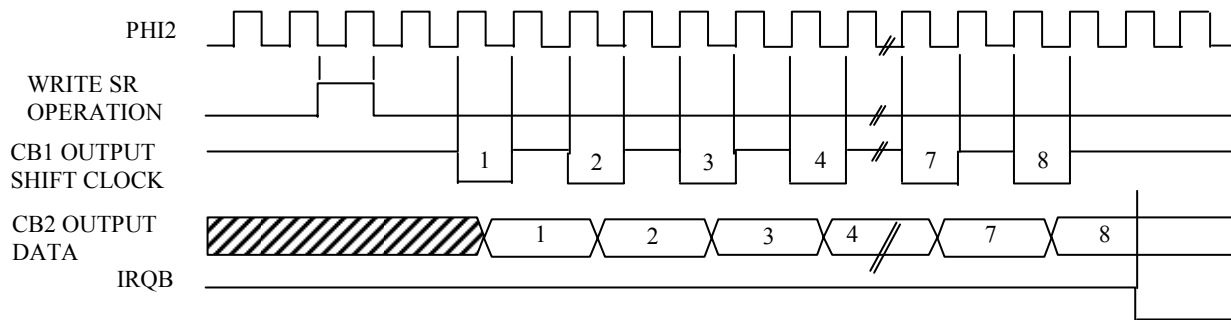 PHI2
WRITE SR
OPERATION
CB1 OUTPUT
SHIFT CLOCK
1 2 3 4 7 8
CB2 OUTPUT
DATA
1 2 3 4 7 8
IRQB